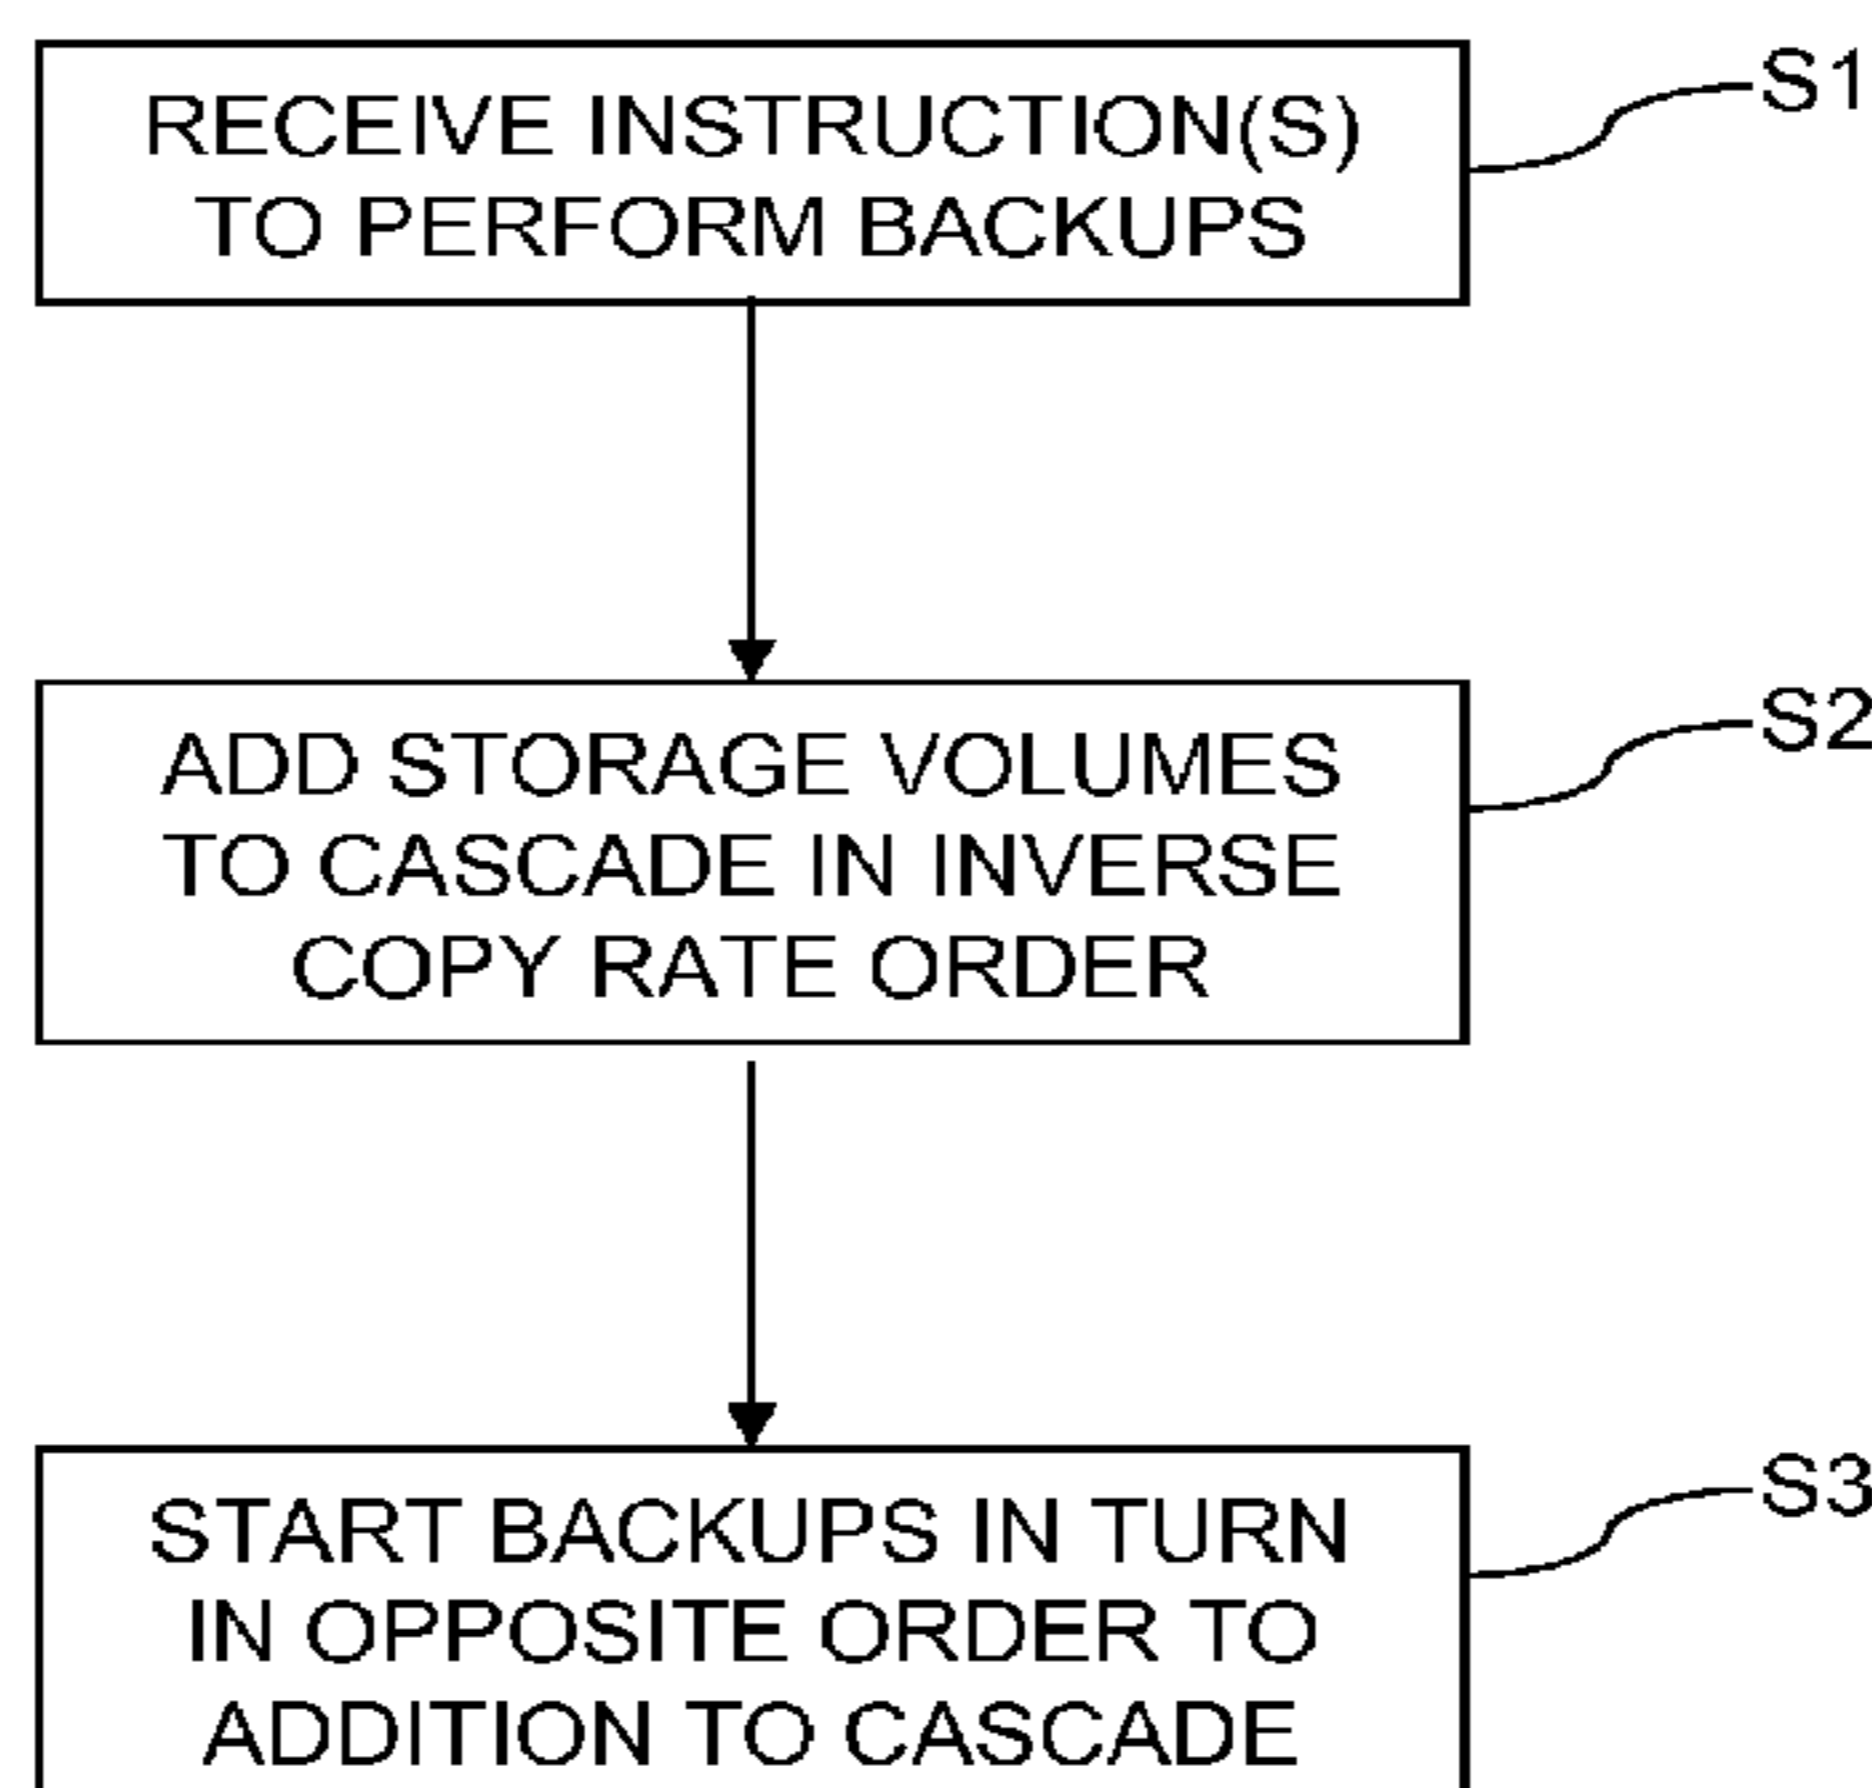 RECEIVE INSTRUCTION(S)
TO PERFORM BACKUPS
S1
ADD STORAGE VOLUMES
TO CASCADE IN INVERSE
COPY RATE ORDER
S2
START BACKUPS IN TURN
IN OPPOSITE ORDER TO
ADDITION TO CASCADE
S3